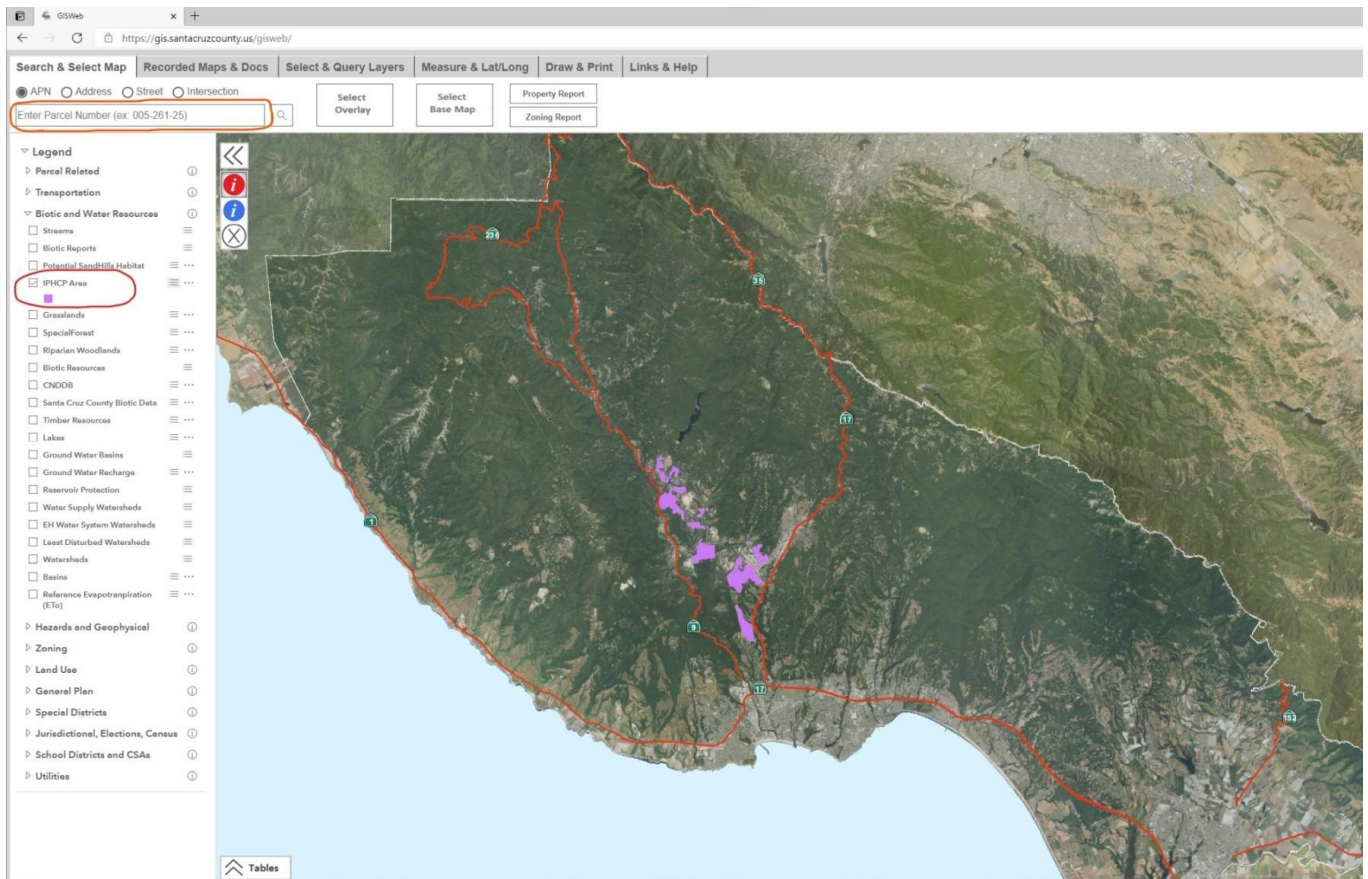 GISWeb
https://gis.santacruzcounty.us/gisweb/
Search & Select Map
Recorded Maps & Docs
Select & Query Layers
Measure & Lat/Long
Draw & Print
Links & Help
APN
Address
Street
Intersection
Enter Parcel Number (ex: 005-261-25)
Select
Overlay
Select
Base Map
Property Report
Zoning Report
Legend
Parcel Related
Transportation
Biotic and Water Resources
Streams
Biotic Reports
Potential SandHills Habitat
IPHCP Area
Grasslands
SpecialForest
Riparian Woodlands
Biotic Resources
CNDDB
Santa Cruz County Biotic Data
Timber Resources
Lakes
Ground Water Basins
Ground Water Recharge
Reservoir Protection
Water Supply Watersheds
EH Water System Watersheds
Least Disturbed Watersheds
Watersheds
Basins
Reference Evapotranpiration
(ETo)
Hazards and Geophysical
Zoning
Land Use
General Plan
Special Districts
Jurisdictional, Elections, Census
School Districts and CSAs
Utilities
236
35
17
1
9
17
152
Tables